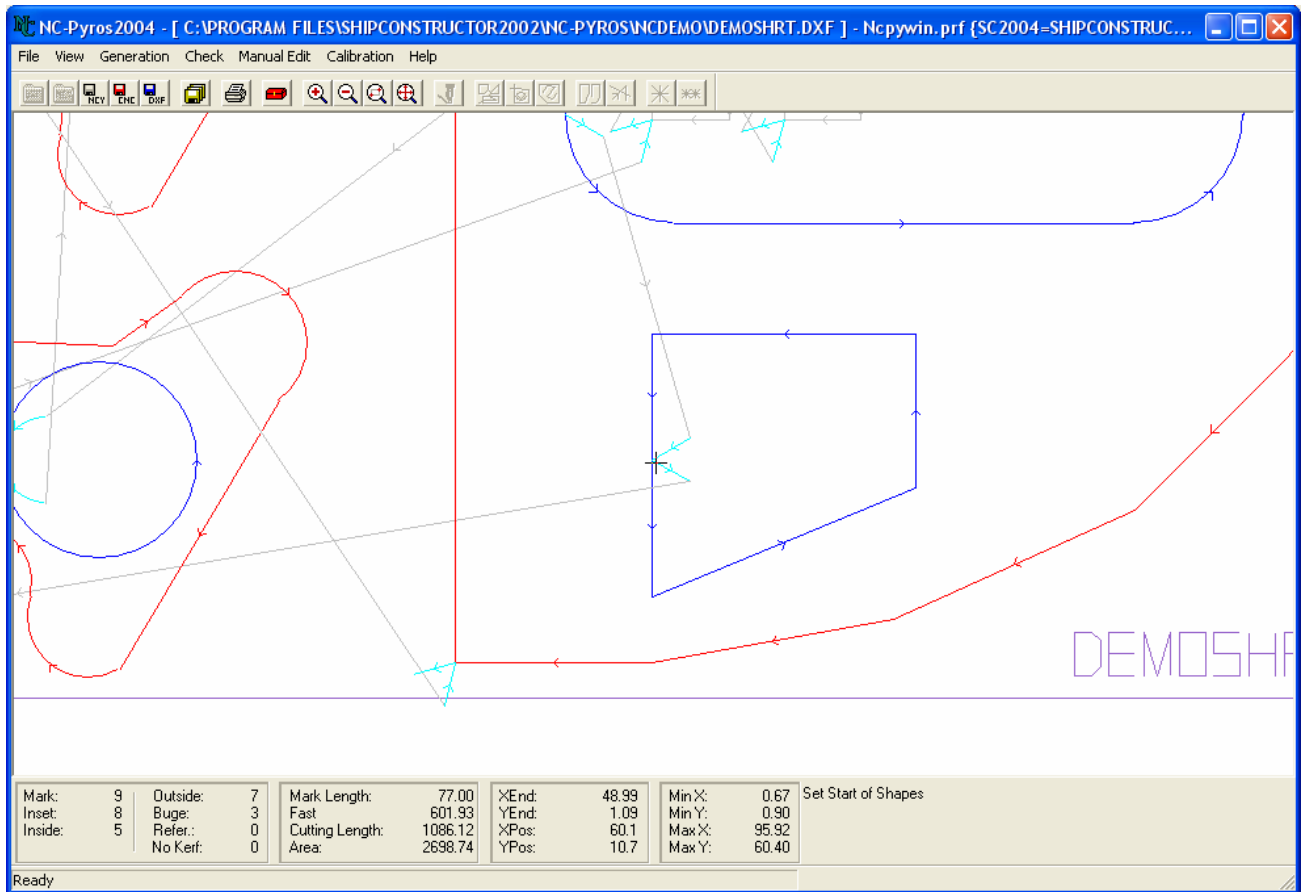 NC-Pyros2004 - [ C:\PROGRAM FILES\SHIPCONSTRUCTOR2002\NC-PYROS\NCDEMO\DEMOSHRT.DXF ] - Ncpywin.prf {SC2004=SHIPCONSTRUC...
File View Generation Check Manual Edit Calibration Help
NCY CNC DXF
DEMOSHR
Mark: 9 Outside: 7 Mark Length: 77.00 XEnd: 48.99 Min X: 0.67 Set Start of Shapes
Inset: 8 Buge: 3 Fast 601.93 YEnd: 1.09 Min Y: 0.90
Inside: 5 Refer.: 0 Cutting Length: 1086.12 XPos: 60.1 Max X: 95.92
No Kerf: 0 Area: 2698.74 YPos: 10.7 Max Y: 60.40
Ready